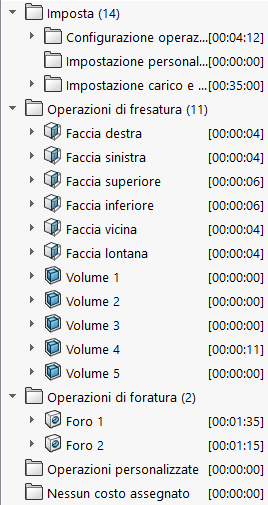 Imposta (14)
Configurazione operaz...[00:04:12]
Impostazione personal...[00:00:00]
Impostazione carico e ...[00:35:00]
Operazioni di fresatura (11)
Faccia destra [00:00:04]
Faccia sinistra [00:00:04]
Faccia superiore [00:00:06]
Faccia inferiore [00:00:06]
Faccia vicina [00:00:04]
Faccia lontana [00:00:04]
Volume 1 [00:00:00]
Volume 2 [00:00:00]
Volume 3 [00:00:00]
Volume 4 [00:00:11]
Volume 5 [00:00:00]
Operazioni di foratura (2)
Foro 1 [00:01:35]
Foro 2 [00:01:15]
Operazioni personalizzate [00:00:00]
Nessun costo assegnato [00:00:00]